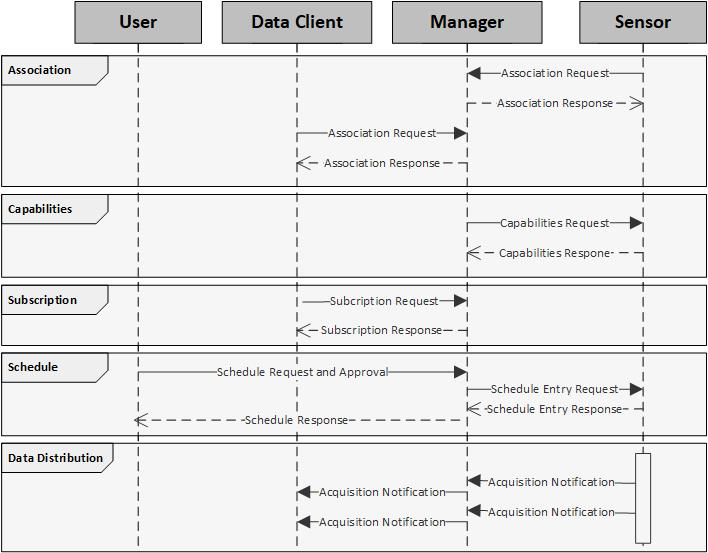 User
Data Client
Manager
Sensor
Association
Association Request
Association Response
Association Request
Association Response
Capabilities
Capabilities Request
Capabilities Respone
Subscription
Subcription Request
Subscription Response
Schedule
Schedule Request and Approval
Schedule Entry Request
Schedule Entry Response
Schedule Response
Data Distribution
Acquisition Notification
Acquisition Notification
Acquisition Notification
Acquisition Notification